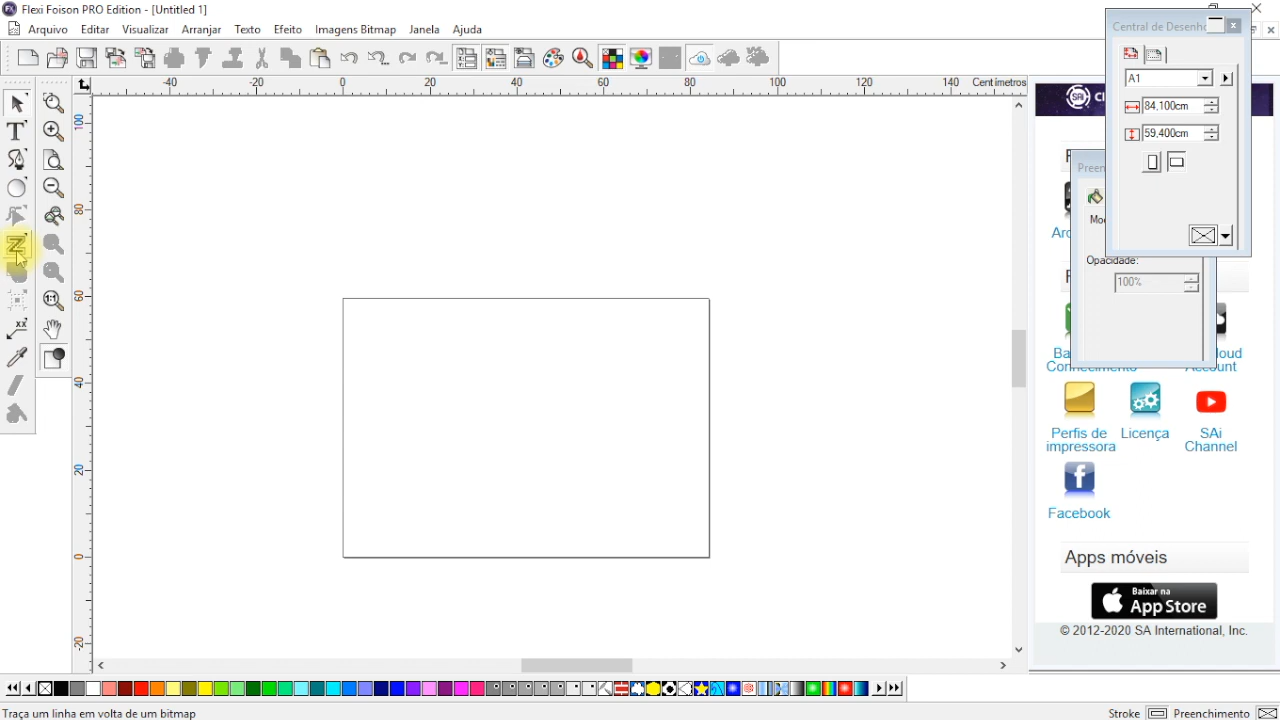 Flexi Foison PRO Edition - [Untitled 1]
Arquivo Editar Visualizar Arranjar Texto Efeito Imagens Bitmap Janela Ajuda
Central de Desenho
A1
84,100cm
59,400cm
-40 -20 0 20 40 60 80 100 120 140 Centímetros
100
80
60
40
20
0
-20
Preen
Opacidade:
100%
Perfis de impressora
Licença
SAi Channel
Facebook
Apps móveis
Baixar na
App Store
© 2012-2020 SA International, Inc.
Traça um linha em volta de um bitmap
Stroke Preenchimento